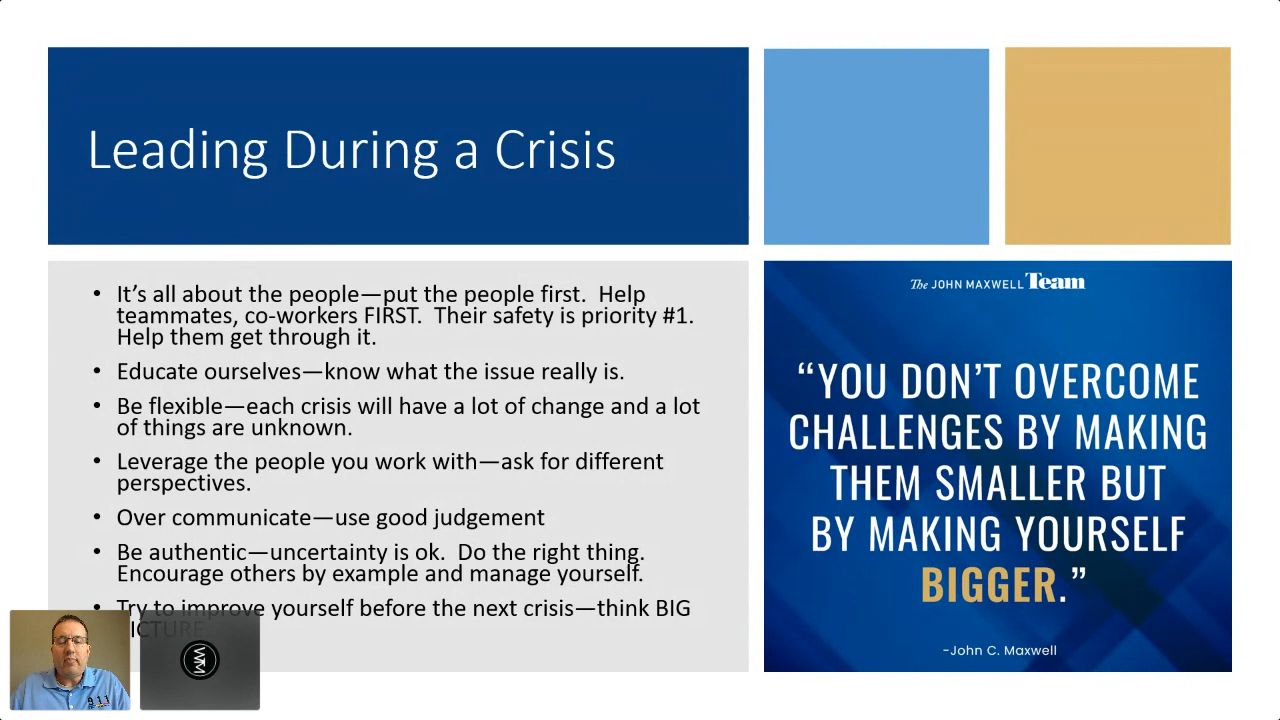 Leading During a Crisis
• It’s all about the people—put the people first.  Help
teammates, co-workers FIRST.  Their safety is priority #1.
Help them get through it.
• Educate ourselves—know what the issue really is.
• Be flexible—each crisis will have a lot of change and a lot
of things are unknown.
• Leverage the people you work with—ask for different
perspectives.
• Over communicate—use good judgement
• Be authentic—uncertainty is ok.  Do the right thing.
Encourage others by example and manage yourself.
• Try to improve yourself before the next crisis—think BIG
PICTURE
The JOHN MAXWELL Team
“YOU DON’T OVERCOME
CHALLENGES BY MAKING
THEM SMALLER BUT
BY MAKING YOURSELF
BIGGER.”
-John C. Maxwell
911